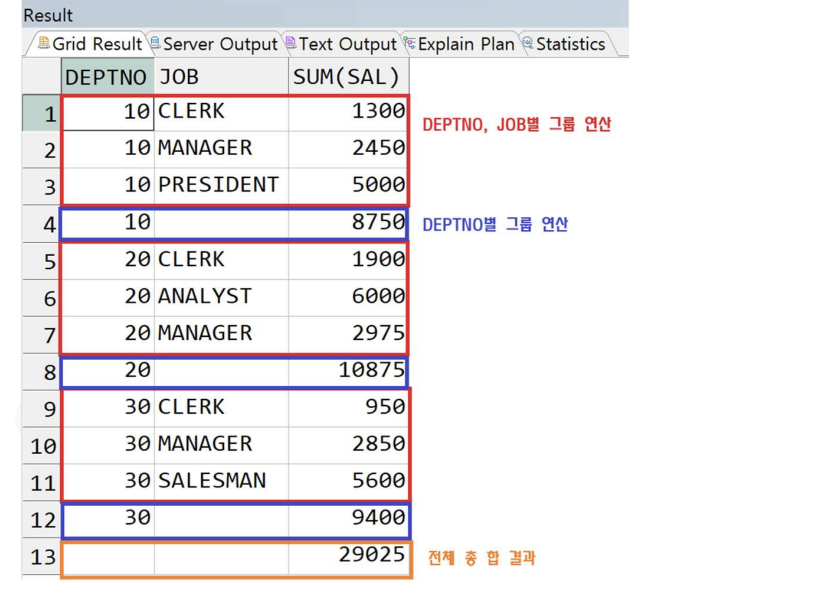 Result
Grid Result Server Output Text Output Explain Plan Statistics
DEPTNO JOB SUM(SAL)
1 10 CLERK 1300
DEPTNO, JOB별 그룹 연산
2 10 MANAGER 2450
3 10 PRESIDENT 5000
4 10 8750 DEPTNO별 그룹 연산
5 20 CLERK 1900
6 20 ANALYST 6000
7 20 MANAGER 2975
8 20 10875
9 30 CLERK 950
10 30 MANAGER 2850
11 30 SALESMAN 5600
12 30 9400
13 29025 전체 총 합 결과